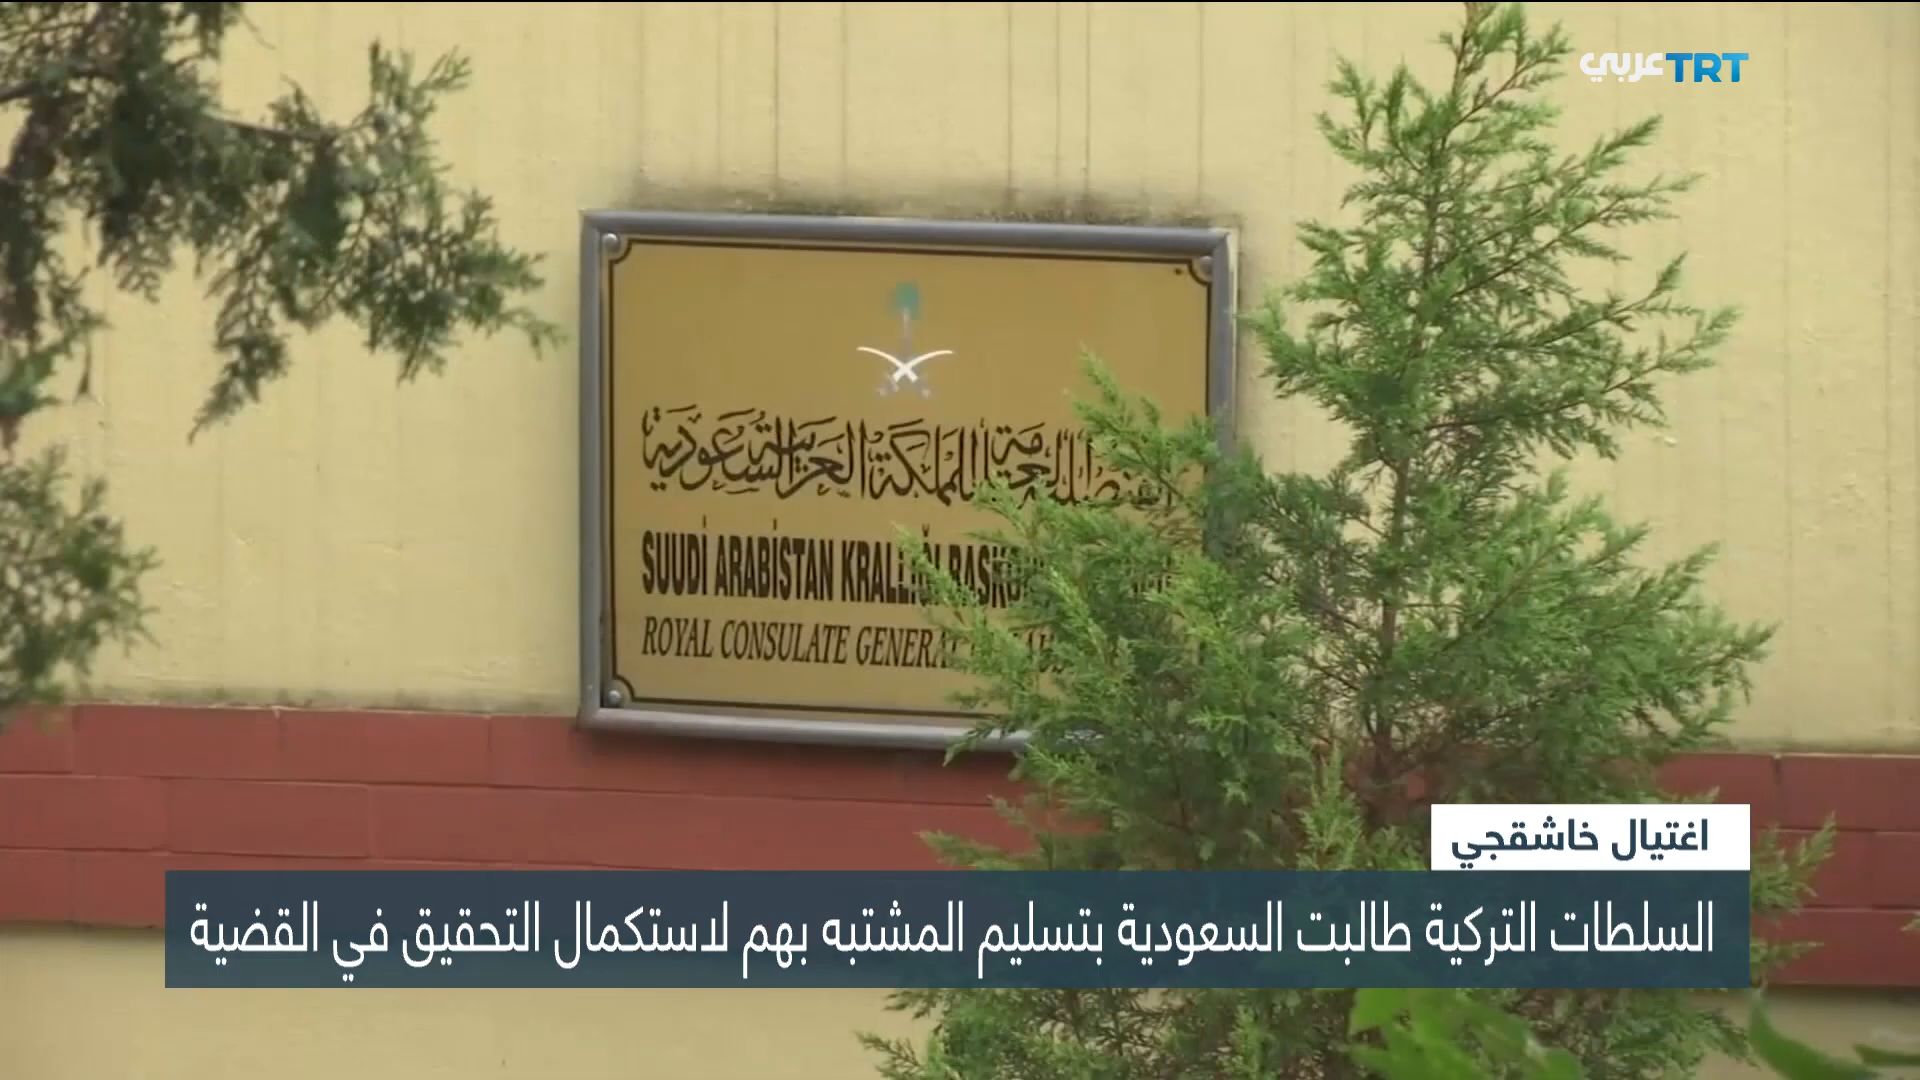 عربي TRT
القنصلية العامة للمملكة العربية السعودية
SUUDİ ARABİSTAN KRALLIĞI
ROYAL CONSULATE GENERAL
اغتيال خاشقجي
السلطات التركية طالبت السعودية بتسليم المشتبه بهم لاستكمال التحقيق في القضية